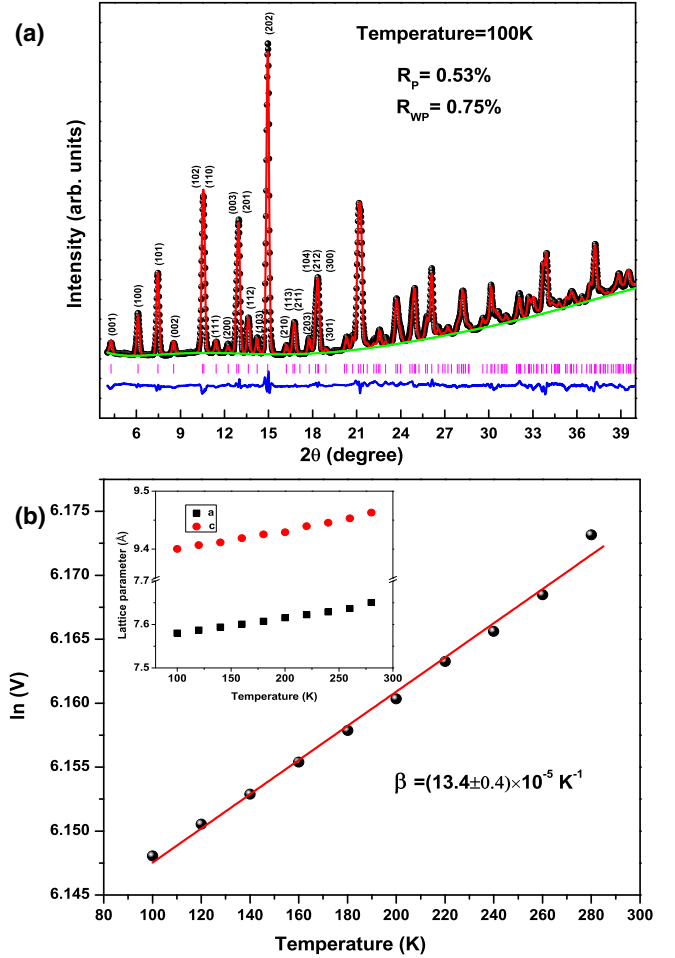 (a)
Temperature=100K
R_P= 0.53%
R_WP= 0.75%
Intensity (arb. units)
(001)
(100)
(101)
(002)
(102)
(110)
(111)
(200)
(003)
(201)
(112)
(103)
(202)
(210)
(113)
(211)
(203)
(104)
(212)
(300)
(301)
6 9 12 15 18 21 24 27 30 33 36 39
2θ (degree)
(b)
ln (V)
6.175
6.170
6.165
6.160
6.155
6.150
6.145
9.5
9.4
7.7
7.6
7.5
Lattice parameter (Å)
a
c
100 150 200 250 300
Temperature (K)
β =(13.4±0.4)×10⁻⁵ K⁻¹
80 100 120 140 160 180 200 220 240 260 280 300
Temperature (K)